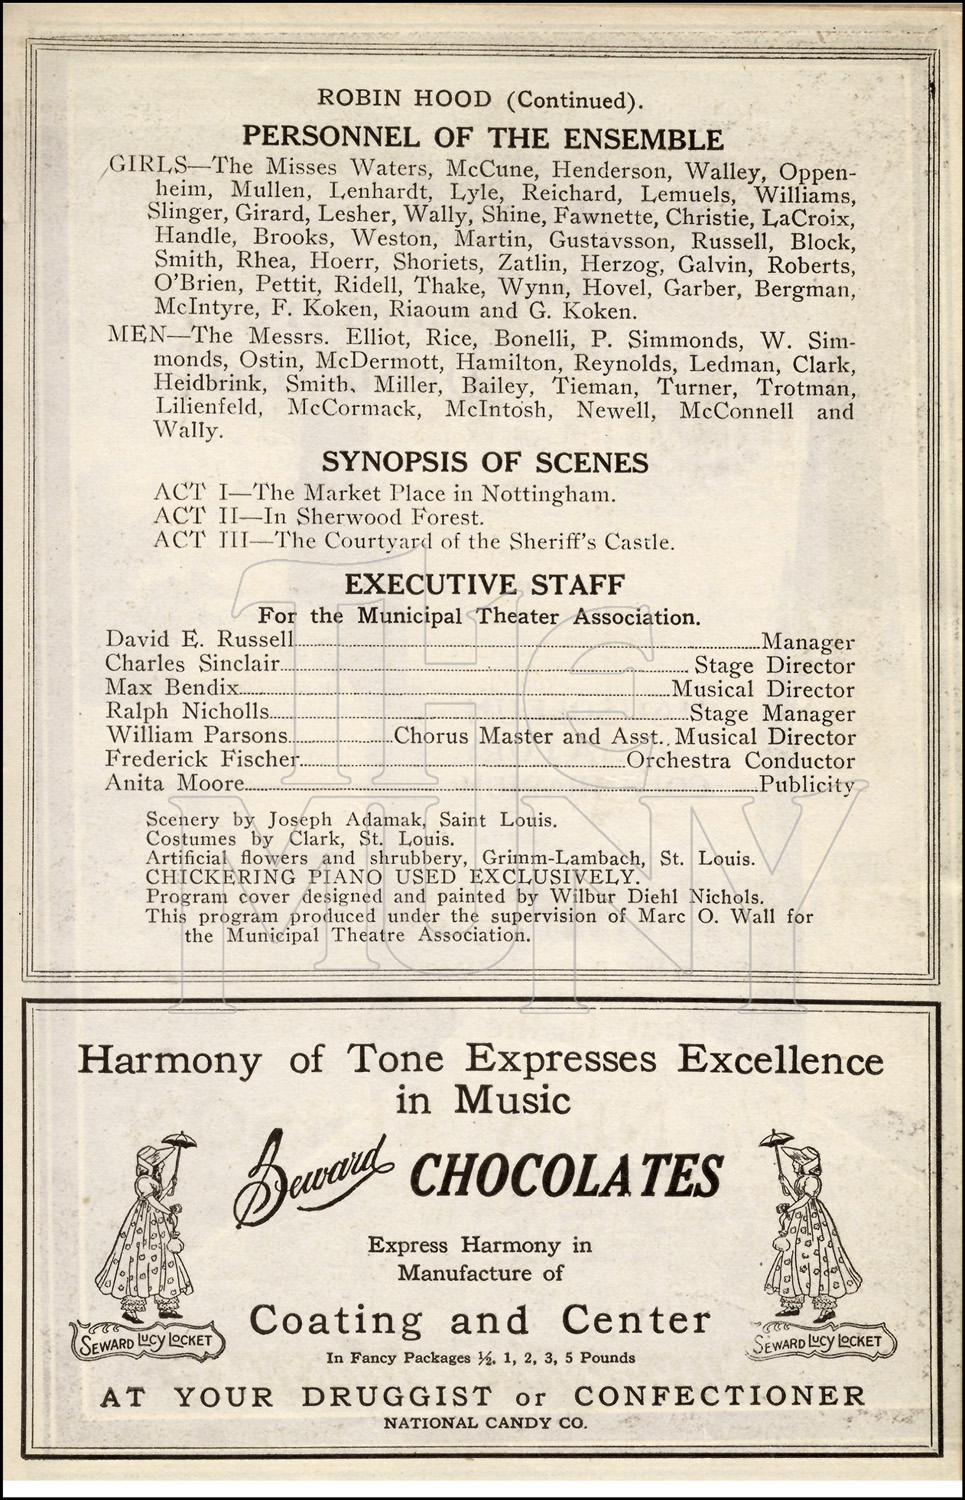 ROBIN HOOD (Continued).
PERSONNEL OF THE ENSEMBLE
GIRLS—The Misses Waters, McCune, Henderson, Walley, Oppen-
heim, Mullen, Lenhardt, Lyle, Reichard, Lemuels, Williams,
Slinger, Girard, Lesher, Wally, Shine, Fawnette, Christie, LaCroix,
Handle, Brooks, Weston, Martin, Gustavsson, Russell, Block,
Smith, Rhea, Hoerr, Shoriets, Zatlin, Herzog, Galvin, Roberts,
O'Brien, Pettit, Ridell, Thake, Wynn, Hovel, Garber, Bergman,
McIntyre, F. Koken, Riaoum and G. Koken.
MEN—The Messrs. Elliot, Rice, Bonelli, P. Simmonds, W. Sim-
monds, Ostin, McDermott, Hamilton, Reynolds, Ledman, Clark,
Heidbrink, Smith, Miller, Bailey, Tieman, Turner, Trotman,
Lilienfeld, McCormack, McIntosh, Newell, McConnell and
Wally.
SYNOPSIS OF SCENES
ACT I—The Market Place in Nottingham.
ACT II—In Sherwood Forest.
ACT III—The Courtyard of the Sheriff's Castle.
EXECUTIVE STAFF
For the Municipal Theater Association.
David E. Russell....Manager
Charles Sinclair....Stage Director
Max Bendix....Musical Director
Ralph Nicholls....Stage Manager
William Parsons....Chorus Master and Asst. Musical Director
Frederick Fischer....Orchestra Conductor
Anita Moore....Publicity
Scenery by Joseph Adamak, Saint Louis.
Costumes by Clark, St. Louis.
Artificial flowers and shrubbery, Grimm-Lambach, St. Louis.
CHICKERING PIANO USED EXCLUSIVELY.
Program cover designed and painted by Wilbur Diehl Nichols.
This program produced under the supervision of Marc O. Wall for
the Municipal Theatre Association.
THE
MUNY
Harmony of Tone Expresses Excellence
in Music
Seward CHOCOLATES
Express Harmony in
Manufacture of
Coating and Center
In Fancy Packages ½, 1, 2, 3, 5 Pounds
SEWARD LUCY LOCKET
SEWARD LUCY LOCKET
AT YOUR DRUGGIST or CONFECTIONER
NATIONAL CANDY CO.